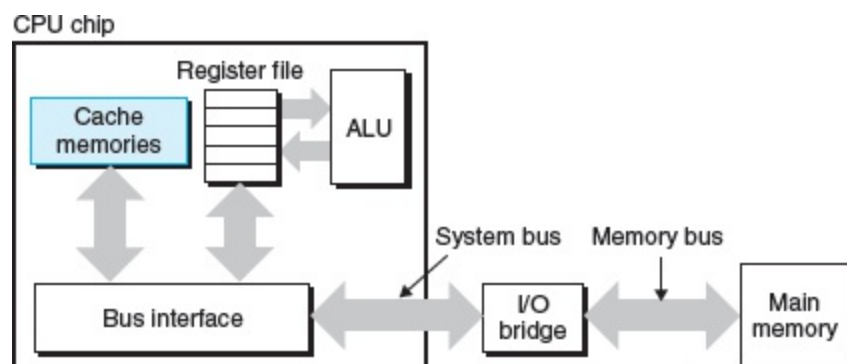 CPU chip
Register file
Cache
memories
ALU
System bus
Memory bus
Bus interface
I/O
bridge
Main
memory